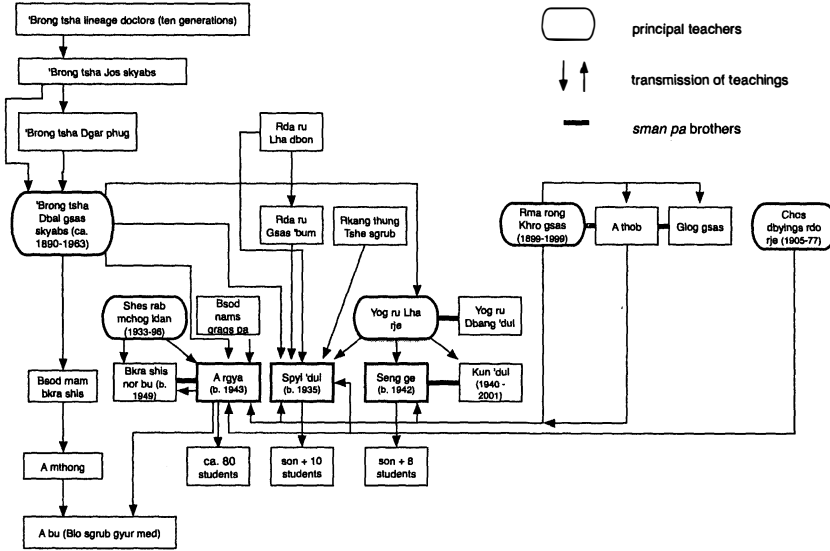 'Brong tsha lineage doctors (ten generations)
principal teachers
'Brong tsha Jos skyabs
transmission of teachings
'Brong tsha Dgar phug
Rda ru
Lha dbon
sman pa brothers
'Brong tsha
Dbal gsas
skyabs (ca.
1890-1963)
Rda ru
Gsas 'bum
Rkang thung
Tshe sgrub
Rma rong
Khro gsas
(1899-1999)
A thob
Glog gsas
Chos
dbyings rdo
rje (1905-77)
Shes rab
mchog ldan
(1933-96)
Bsod
nams
grags pa
Yog ru Lha
rje
Yog ru
Dbang 'dul
Bsod mam
bkra shis
Bkra shis
nor bu (b.
1949)
A rgya
(b. 1943)
Spyl 'dul
(b. 1935)
Seng ge
(b. 1942)
Kun 'dul
(1940 -
2001)
A mthong
ca. 80
students
son + 10
students
son + 8
students
A bu (Blo sgrub gyur med)